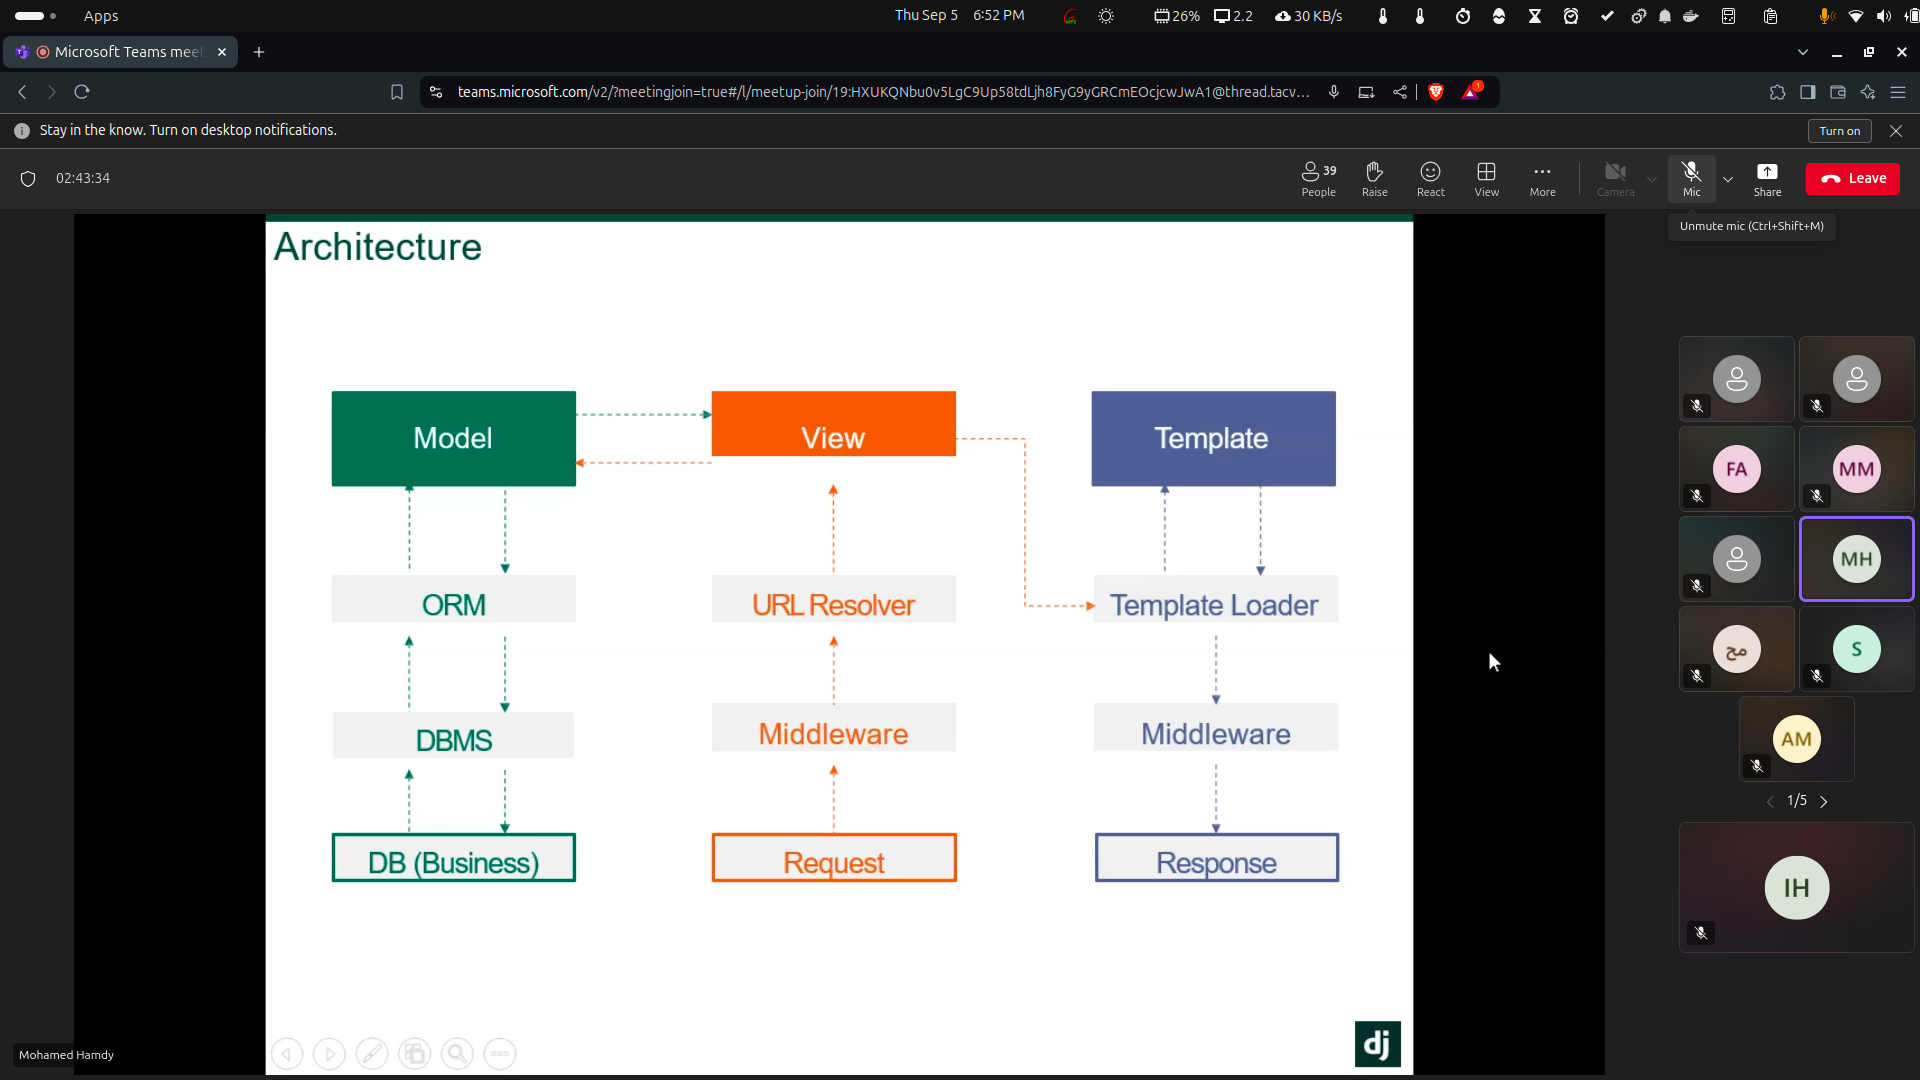 Apps
Thu Sep 5 6:52 PM
26%
2.2
30 KB/s
Microsoft Teams meet
teams.microsoft.com/v2/?meetingjoin=true#/l/meetup-join/19:HXUKQNbu0v5LgC9Up58tdLjh8FyG9yGRCmEOcjcwJwA1@thread.tacv...
1
Stay in the know. Turn on desktop notifications.
Turn on
02:43:34
39
People
Raise
React
View
More
Camera
Mic
Share
Leave
Unmute mic (Ctrl+Shift+M)
Architecture
Model
View
Template
ORM
URL Resolver
Template Loader
DBMS
Middleware
Middleware
DB (Business)
Request
Response
dj
FA
MM
MH
مح
S
AM
1/5
IH
Mohamed Hamdy